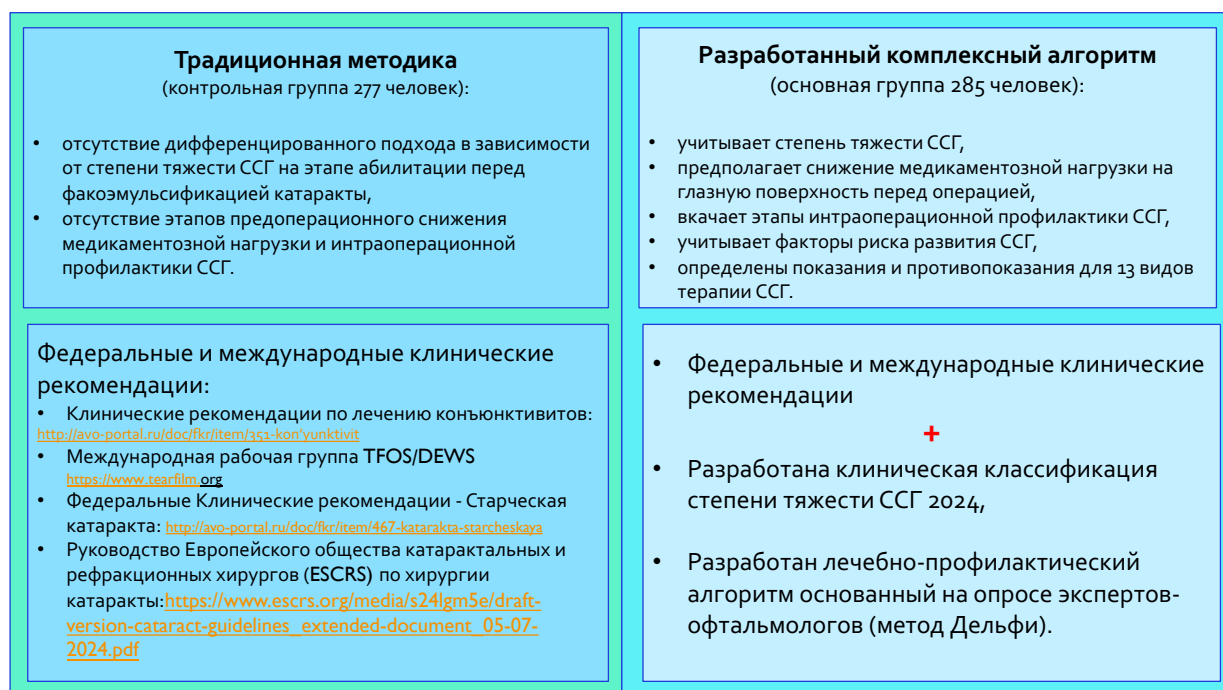 Традиционная методика
(контрольная группа 277 человек):
• отсутствие дифференцированного подхода в зависимости
от степени тяжести ССГ на этапе абилитации перед
факоэмульсификацией катаракты,
• отсутствие этапов предоперационного снижения
медикаментозной нагрузки и интраоперационной
профилактики ССГ.
Разработанный комплексный алгоритм
(основная группа 285 человек):
• учитывает степень тяжести ССГ,
• предполагает снижение медикаментозной нагрузки на
глазную поверхность перед операцией,
• вкачает этапы интраоперационной профилактики ССГ,
• учитывает факторы риска развития ССГ,
• определены показания и противопоказания для 13 видов
терапии ССГ.
Федеральные и международные клинические
рекомендации:
• Клинические рекомендации по лечению конъюнктивитов:
http://avo-portal.ru/doc/fkr/item/351-kon'yunktivit
• Международная рабочая группа TFOS/DEWS
https://www.tearfilm.org
• Федеральные Клинические рекомендации - Старческая
катаракта: http://avo-portal.ru/doc/fkr/item/467-katarakta-starcheskaya
• Руководство Европейского общества катарактальных и
рефракционных хирургов (ESCRS) по хирургии
катаракты:https://www.escrs.org/media/s24lgm5e/draft-
version-cataract-guidelines_extended-document_05-07-
2024.pdf
• Федеральные и международные клинические
рекомендации
+
• Разработана клиническая классификация
степени тяжести ССГ 2024,
• Разработан лечебно-профилактический
алгоритм основанный на опросе экспертов-
офтальмологов (метод Дельфи).